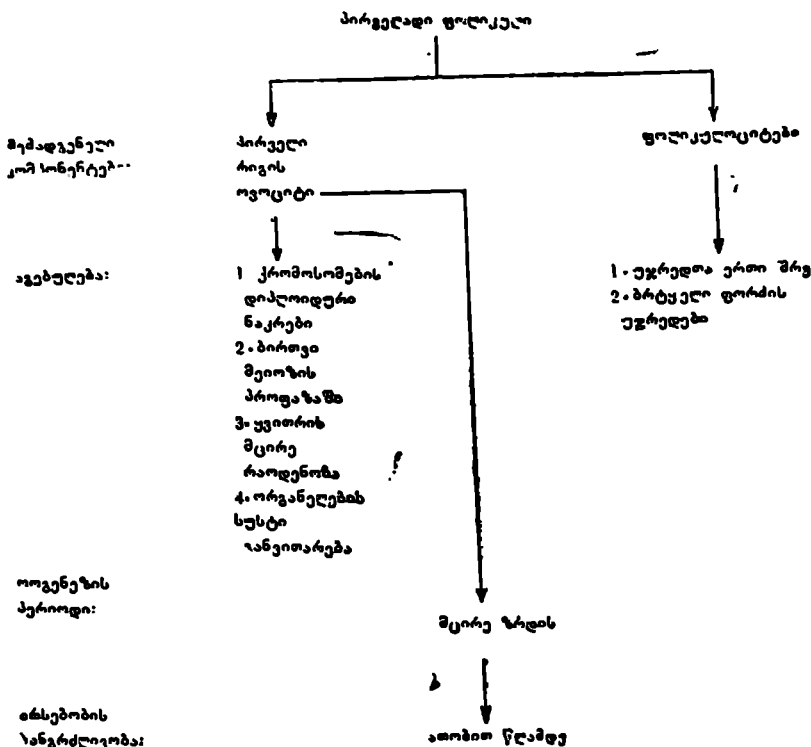 პირველადი ფოლიკული
შემადგენელი
კომპონენტები:
პირველი
რიგის
ოვოციტი
ფოლიკულოციტები
აგებულება:
1 ქრომოსომების
დიპლოიდური
ნაკრები
2. ბირთვი
მეიოზის
პროფაზაში
3. ყვითრის
მცირე
რაოდენობა
4. ორგანელების
სუსტი
განვითარება
1. უჯრედთა ერთი შრე
2. ბრტყელი ფორმის
უჯრედები
ოოგენეზის
პერიოდი:
მცირე ზრდის
არსებობის
ხანგრძლივობა:
ათობით წლამდე